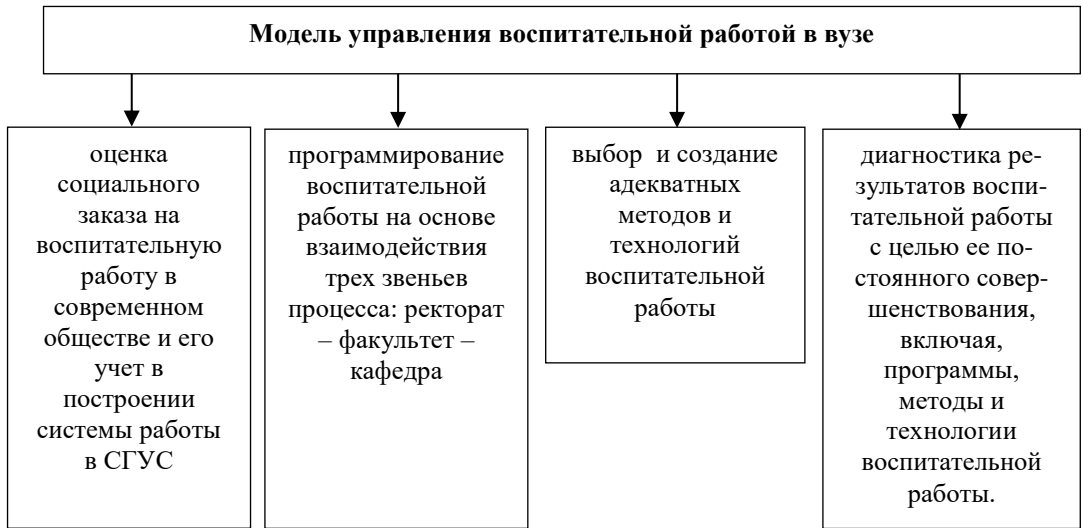 Модель управления воспитательной работой в вузе
оценка
социального
заказа на
воспитательную
работу в
современном
обществе и его
учет в
построении
системы работы
в СГУС
программирование
воспитательной
работы на основе
взаимодействия
трех звеньев
процесса: ректорат
– факультет –
кафедра
выбор и создание
адекватных
методов и
технологий
воспитательной
работы
диагностика ре-
зультатов воспи-
тательной работы
с целью ее по-
стоянного совер-
шенствования,
включая,
программы,
методы и
технологии
воспитательной
работы.